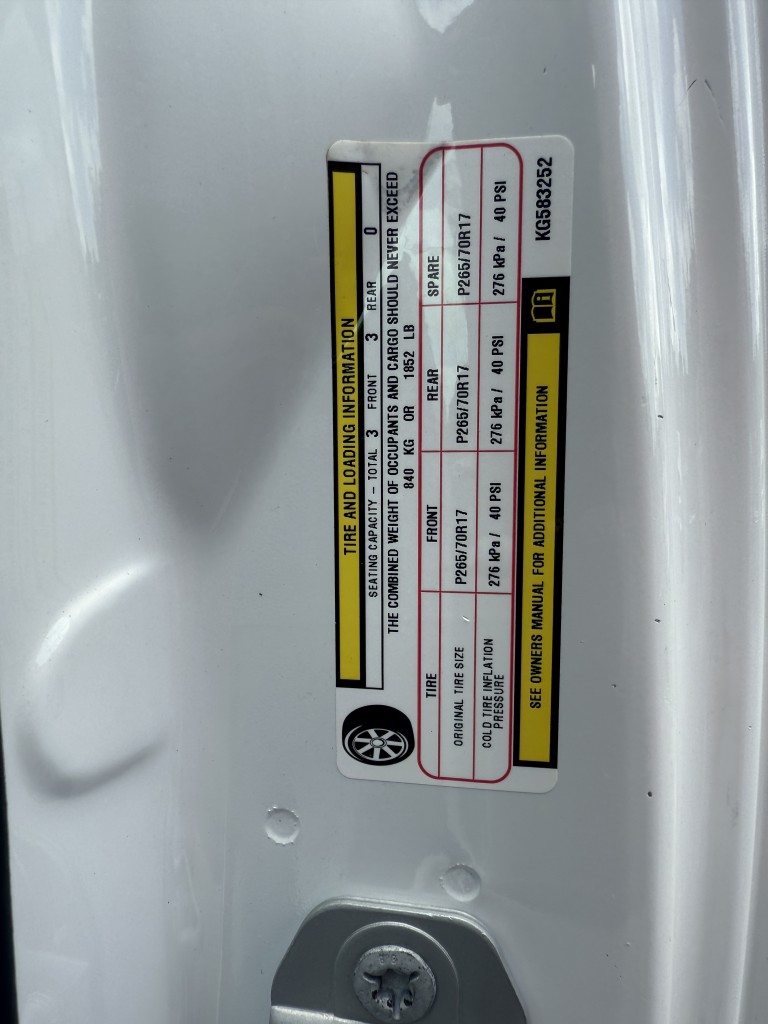 TIRE AND LOADING INFORMATION
SEATING CAPACITY - TOTAL 3 FRONT 3 REAR 0
THE COMBINED WEIGHT OF OCCUPANTS AND CARGO SHOULD NEVER EXCEED
840 KG OR 1852 LB
TIRE FRONT REAR SPARE
ORIGINAL TIRE SIZE P265/70R17 P265/70R17 P265/70R17
COLD TIRE INFLATION PRESSURE 276 kPa / 40 PSI 276 kPa / 40 PSI 276 kPa / 40 PSI
SEE OWNERS MANUAL FOR ADDITIONAL INFORMATION
KG583252